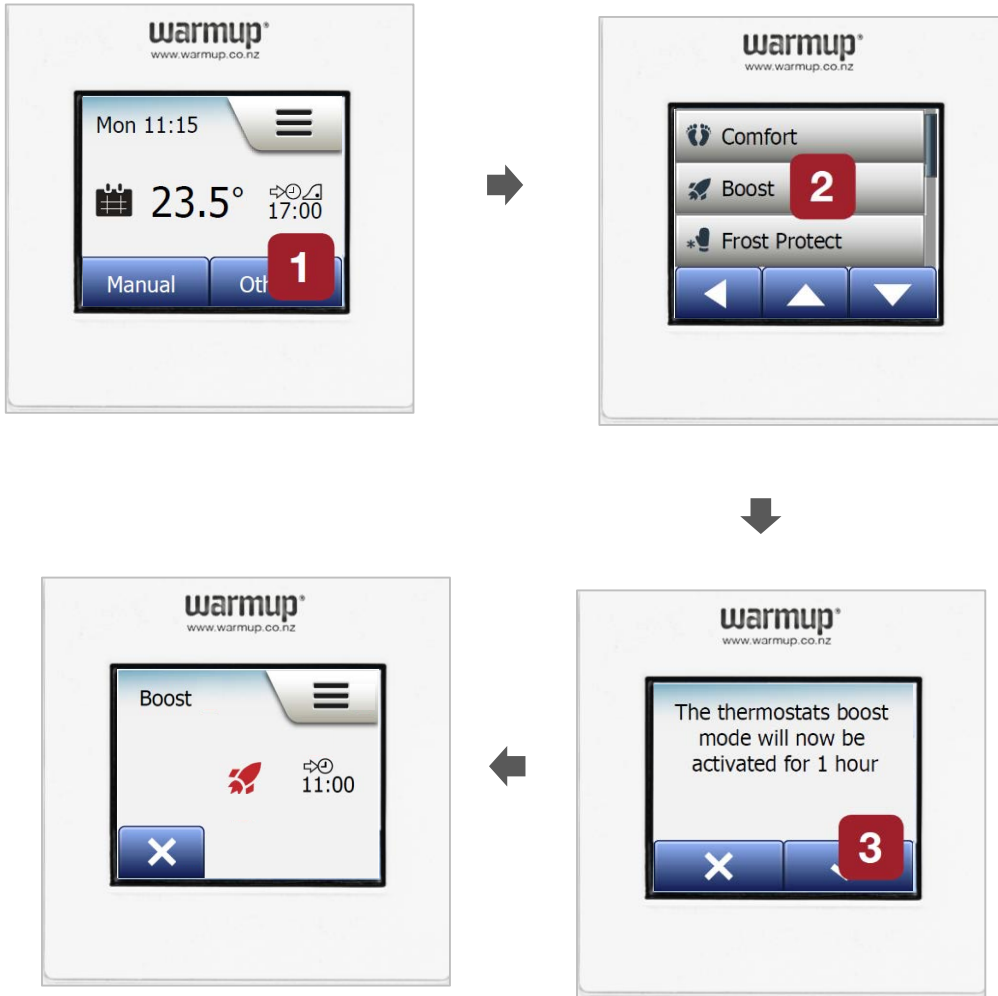 warmup
www.warmup.co.nz
Mon 11:15
23.5°
17:00
1
Manual
warmup
www.warmup.co.nz
Comfort
Boost
2
Frost Protect
warmup
www.warmup.co.nz
The thermostats boost
mode will now be
activated for 1 hour
3
warmup
www.warmup.co.nz
Boost
11:00